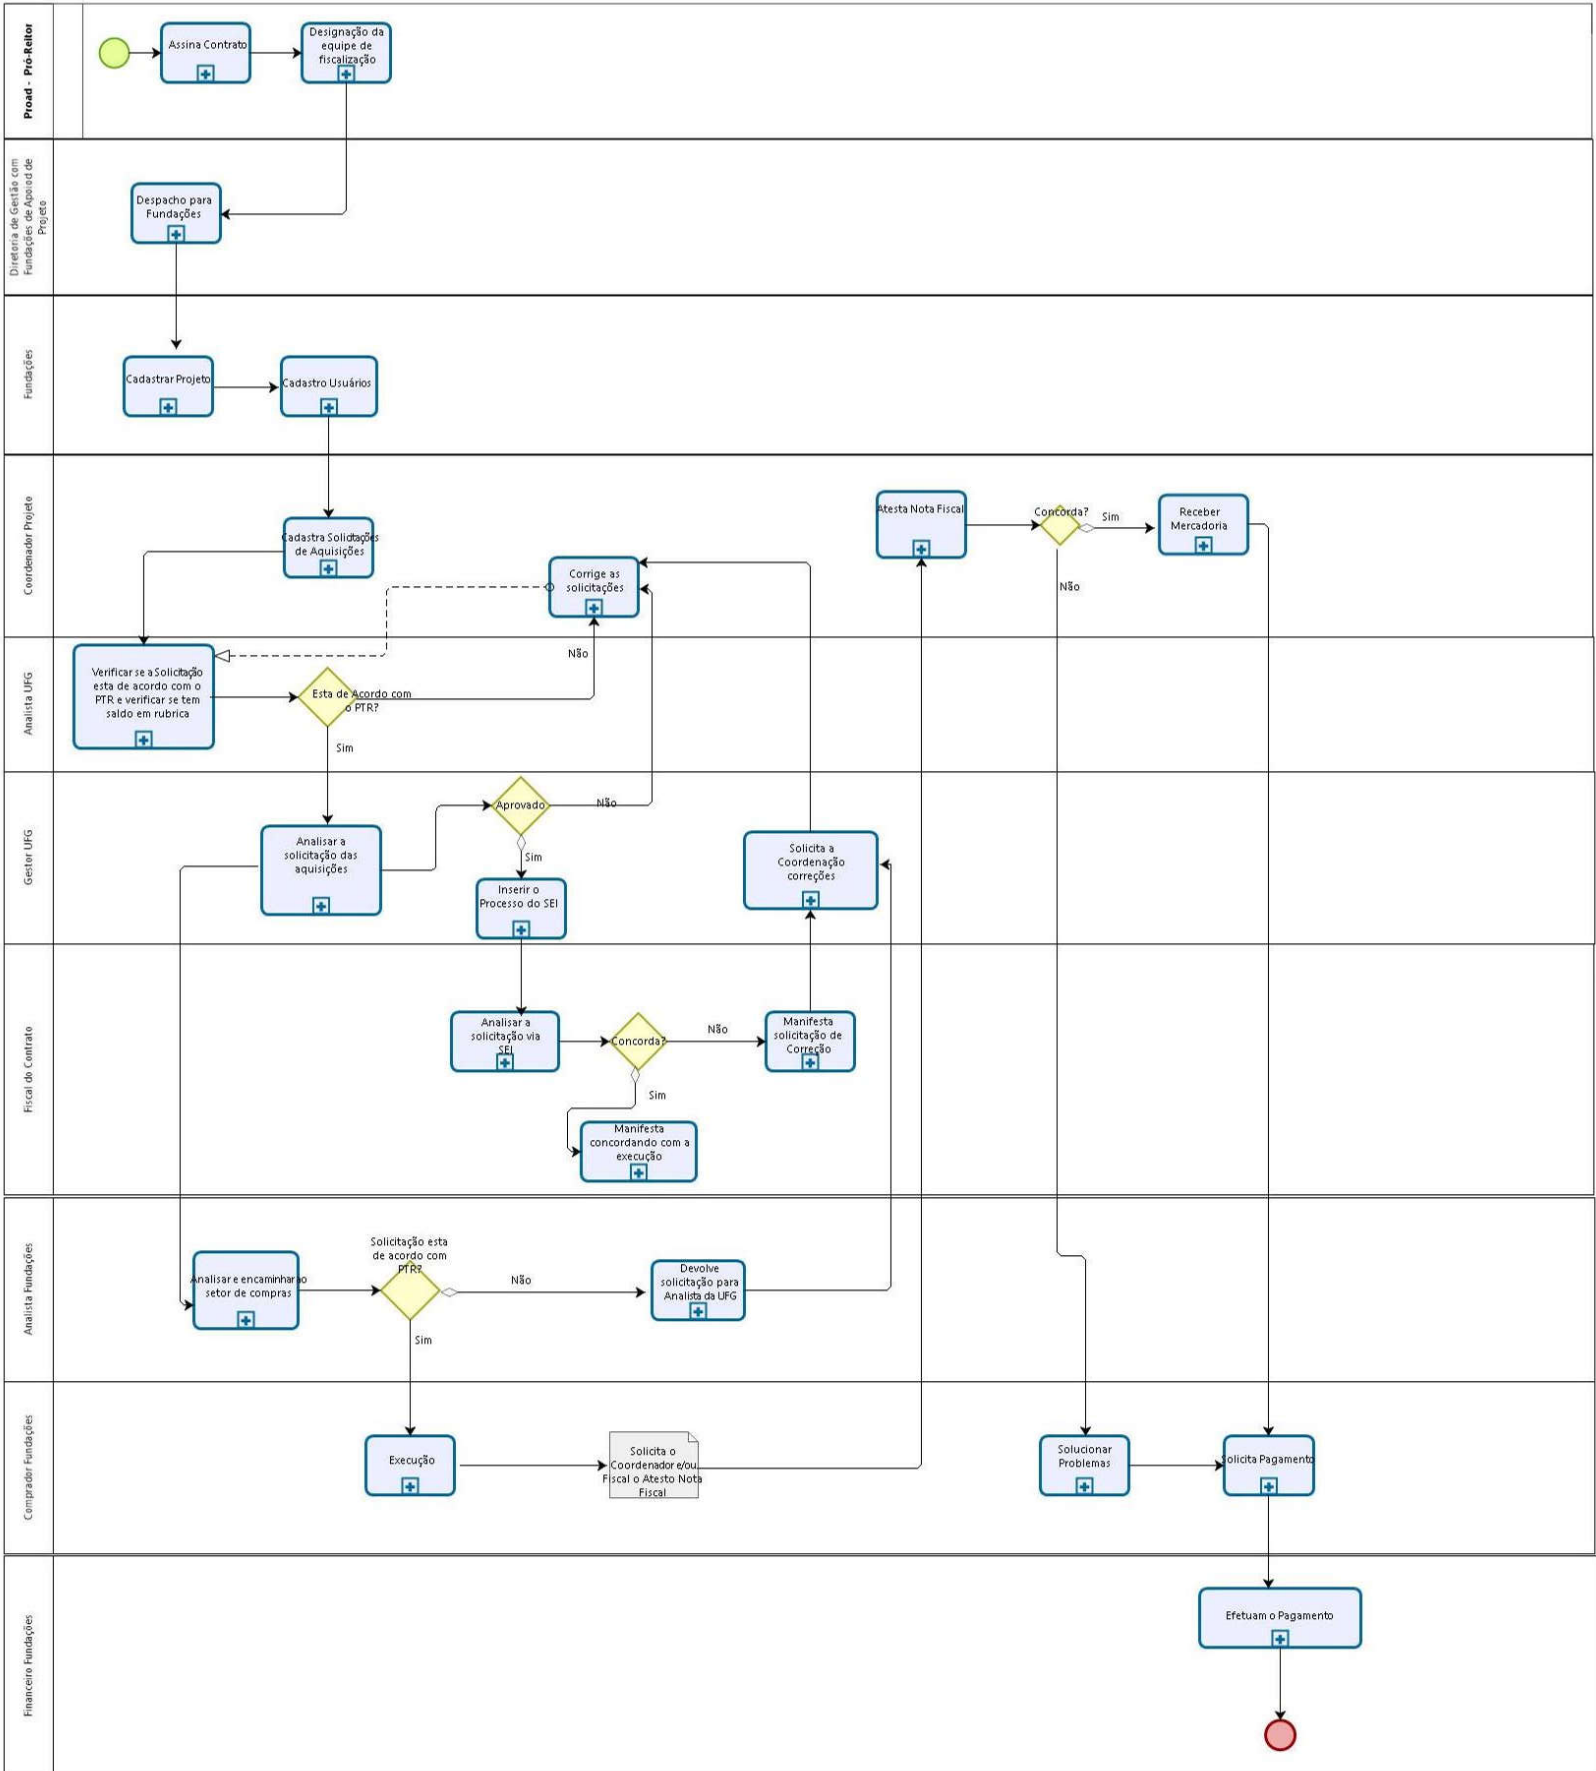 Proad - Pró-Reitor
Assina Contrato
Designação da
equipe de
fiscalização
Diretoria de Gestão com
Fundações de Apoiod de
Projeto
Despacho para
Fundações
Fundações
Cadastrar Projeto
Cadastro Usuários
Coordenador Projeto
Cadastra Solicitações
de Aquisições
Corrige as
solicitações
Atesta Nota Fiscal
Concorda?
Sim
Não
Receber
Mercadoria
Analista UFG
Verificar se a Solicitação
esta de acordo com o
PTR e verificar se tem
saldo em rubrica
Esta de Acordo com
o PTR?
Não
Sim
Gestor UFG
Analisar a
solicitação das
aquisições
Aprovado
Não
Sim
Inserir o
Processo do SEI
Solicita a
Coordenação
correções
Fiscal do Contrato
Analisar a
solicitação via
SEI
Concorda?
Não
Sim
Manifesta
solicitação de
Correção
Manifesta
concordando com a
execução
Analista Fundações
Analisar e encaminhar ao
setor de compras
Solicitação esta
de acordo com
PTR?
Não
Sim
Devolve
solicitação para
Analista da UFG
Comprador Fundações
Execução
Solicita o
Coordenador e/ou
Fiscal o Atesto Nota
Fiscal
Solucionar
Problemas
Solicita Pagamento
Financeiro Fundações
Efetuam o Pagamento